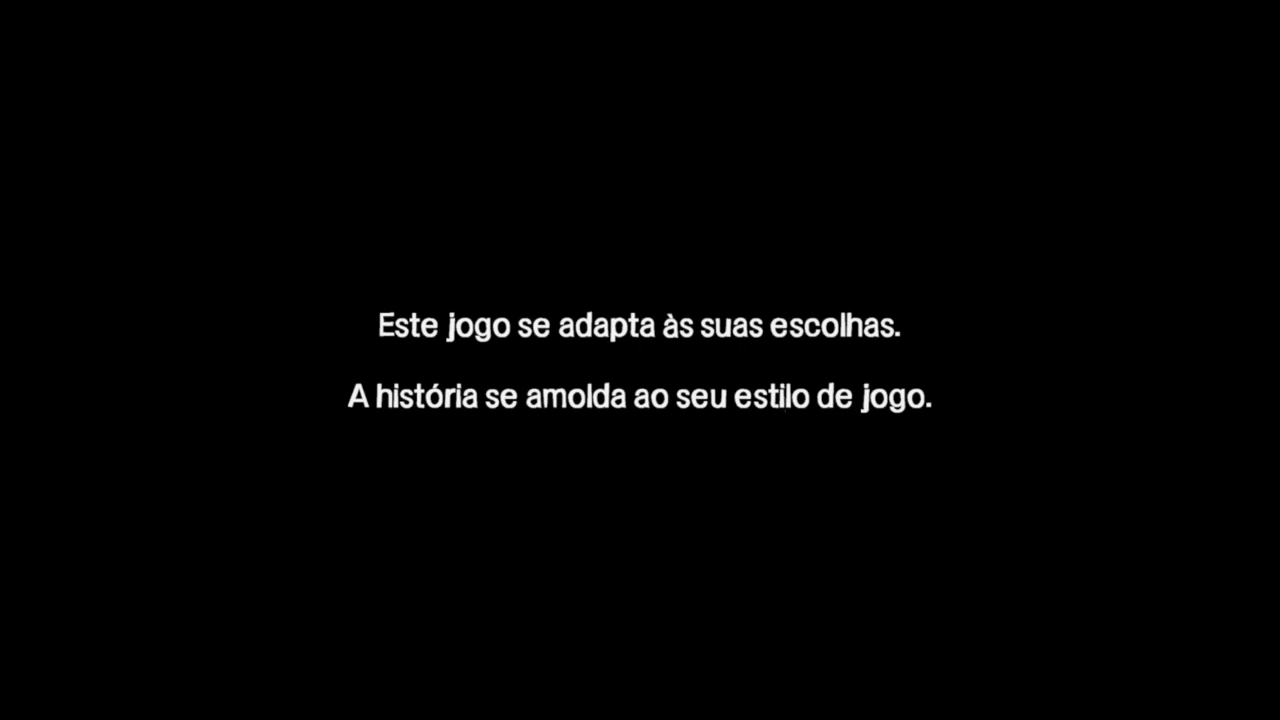 Este jogo se adapta às suas escolhas.
A história se amolda ao seu estilo de jogo.